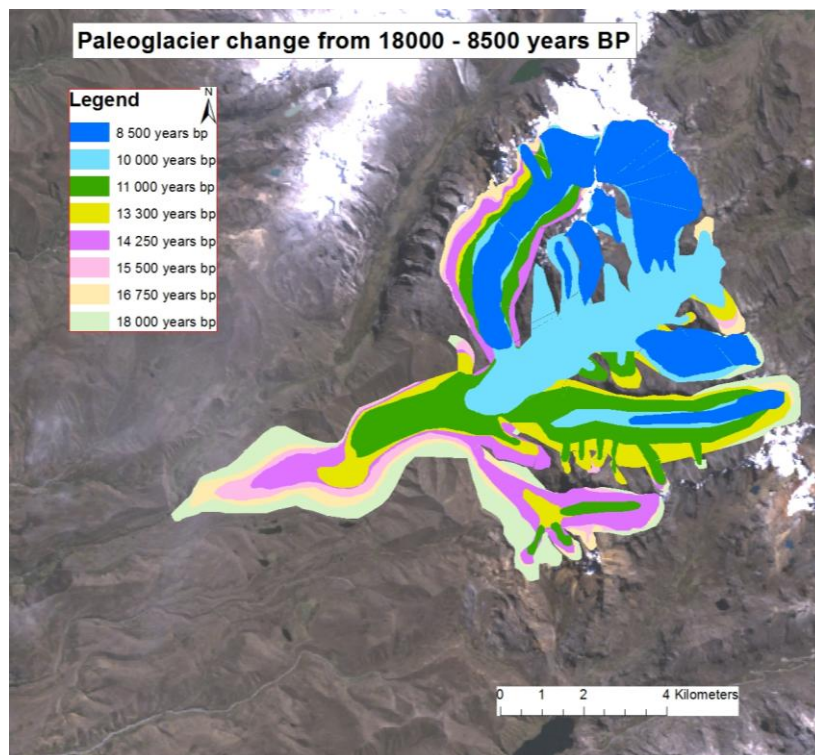 Paleoglacier change from 18000 - 8500 years BP
Legend
N
8 500 years bp
10 000 years bp
11 000 years bp
13 300 years bp
14 250 years bp
15 500 years bp
16 750 years bp
18 000 years bp
0 1 2 4 Kilometers